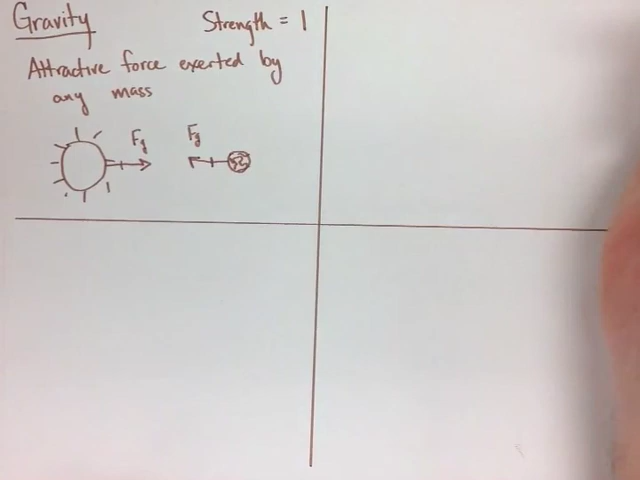 Gravity Strength = 1
Attractive force exerted by
any mass
Fg Fg